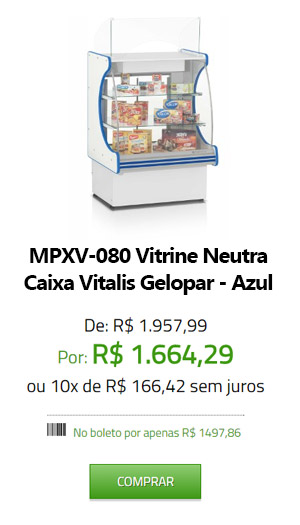 MPXV-080 Vitrine Neutra
Caixa Vitalis Gelopar - Azul
De: R$ 1.957,99
Por: R$ 1.664,29
ou 10x de R$ 166,42 sem juros
No boleto por apenas R$ 1497,86
COMPRAR